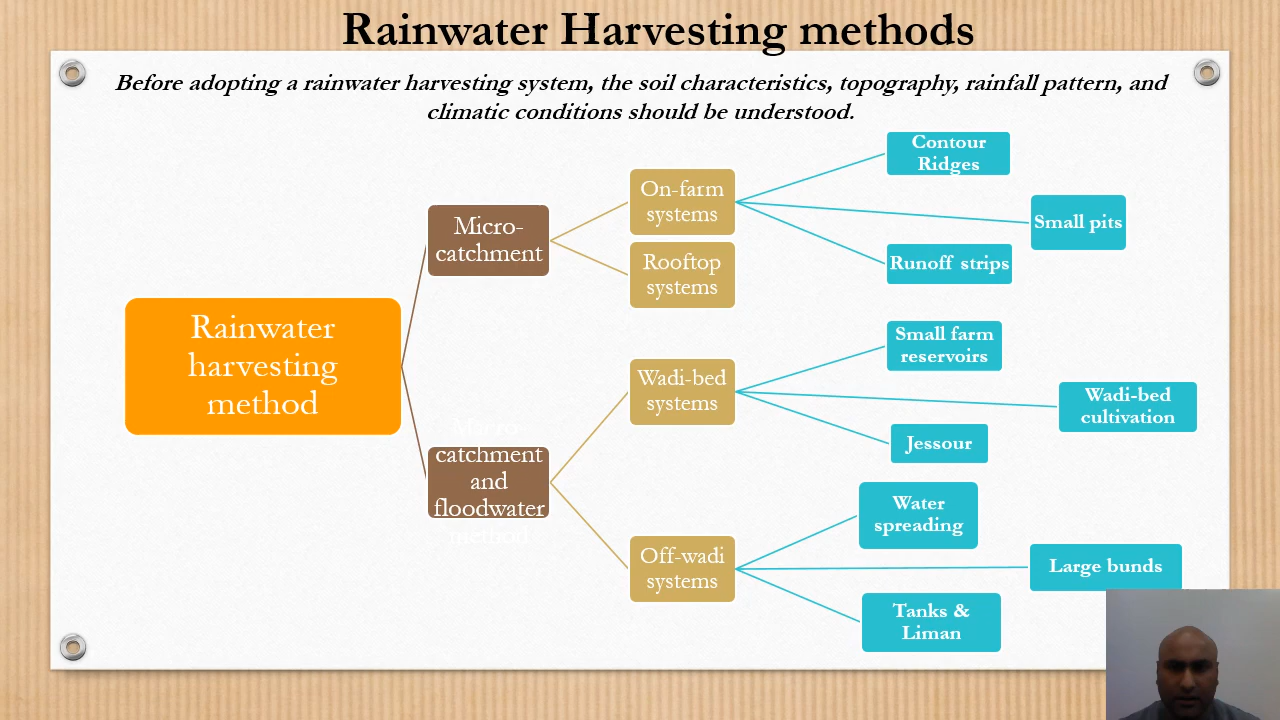 Rainwater Harvesting methods
Before adopting a rainwater harvesting system, the soil characteristics, topography, rainfall pattern, and
climatic conditions should be understood.
Rainwater
harvesting
method
Micro-
catchment
On-farm
systems
Contour
Ridges
Small pits
Runoff strips
Rooftop
systems
Macro-
catchment
and
floodwater
method
Wadi-bed
systems
Small farm
reservoirs
Wadi-bed
cultivation
Jessour
Off-wadi
systems
Water
spreading
Large bunds
Tanks &
Liman